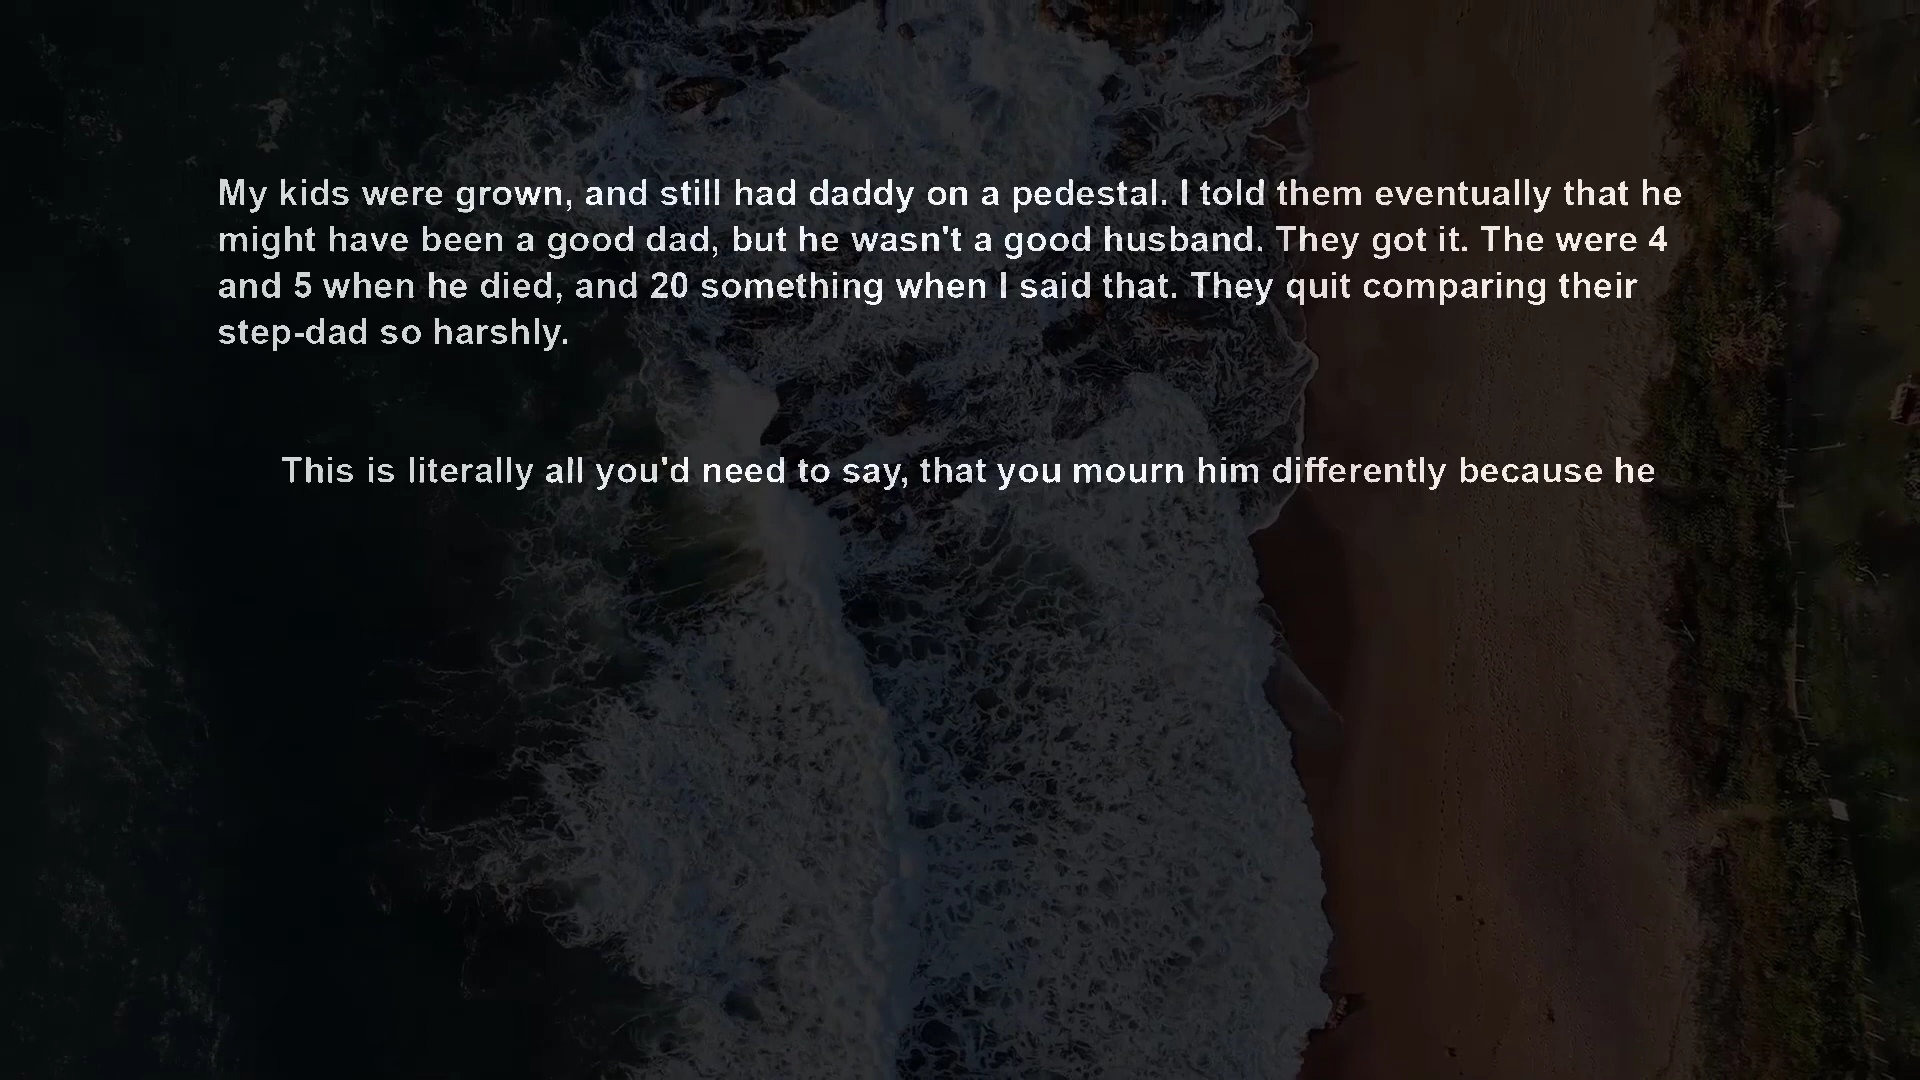 My kids were grown, and still had daddy on a pedestal. I told them eventually that he
might have been a good dad, but he wasn't a good husband. They got it. The were 4
and 5 when he died, and 20 something when I said that. They quit comparing their
step-dad so harshly.
This is literally all you'd need to say, that you mourn him differently because he